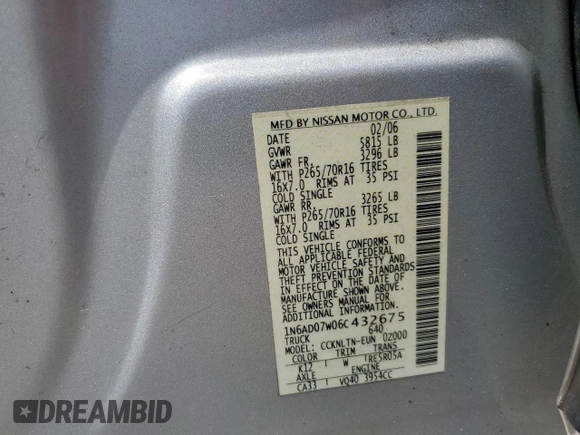 MFD BY NISSAN MOTOR CO., LTD.
DATE 02/06
GVWR 5815 LB
GAWR FR. 3296 LB
WITH P265/70R16 TIRES
16X7.0 RIMS AT 35 PSI
COLD SINGLE
GAWR RR. 3265 LB
WITH P265/70R16 TIRES
16X7.0 RIMS AT 35 PSI
COLD SINGLE
THIS VEHICLE CONFORMS TO
ALL APPLICABLE FEDERAL
MOTOR VEHICLE SAFETY AND
THEFT PREVENTION STANDARDS
IN EFFECT ON THE DATE OF
MANUFACTURE SHOWN ABOVE.
SEE OWNERS MANUAL FOR
ADDITIONAL INFORMATION
1N6AD07W06C432675
TRUCK 640
MODEL: CCKNLTN-EUN 02000
COLOR TRIM TRANS
K12 W TRE5R05A
AXLE ENGINE
CA33 VQ40 3954CC
DREAMBID